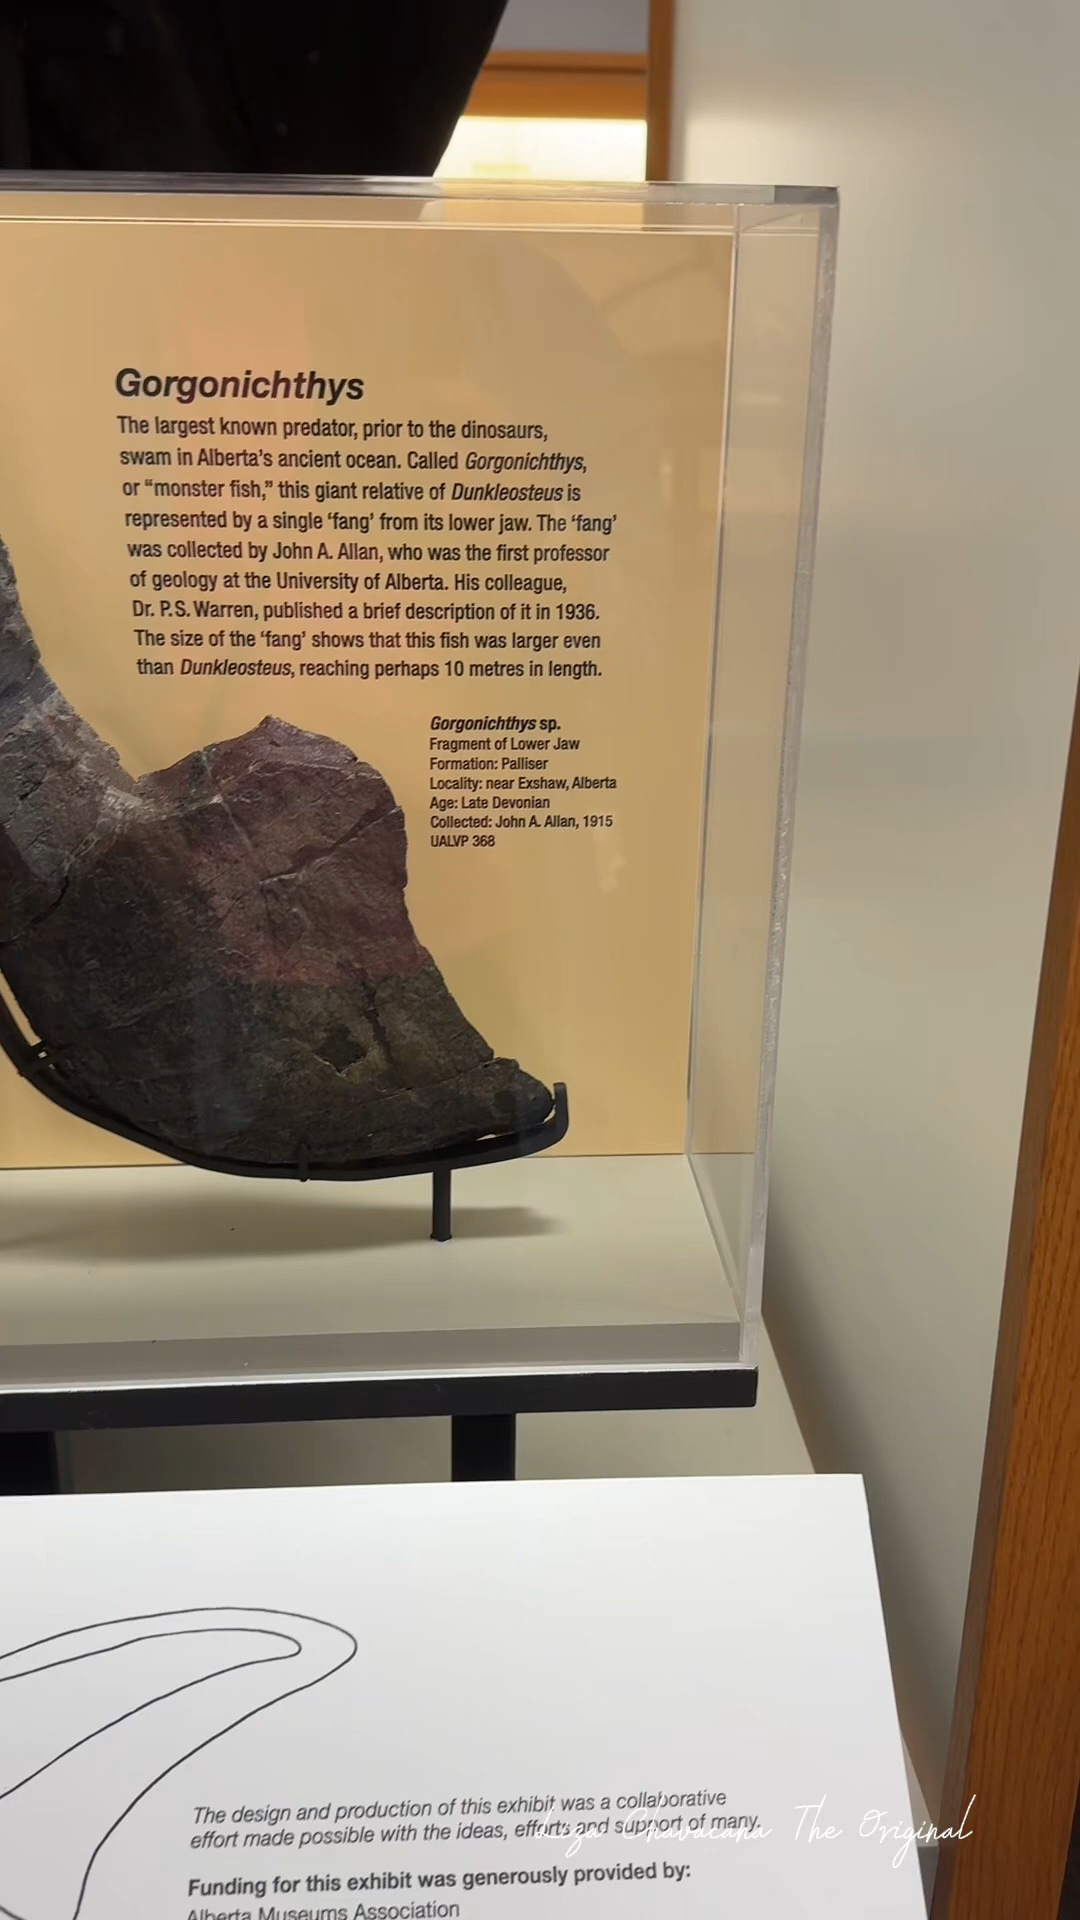 Gorgonichthys
The largest known predator, prior to the dinosaurs,
swam in Alberta's ancient ocean. Called Gorgonichthys,
or “monster fish,” this giant relative of Dunkleosteus is
represented by a single ‘fang’ from its lower jaw. The ‘fang’
was collected by John A. Allan, who was the first professor
of geology at the University of Alberta. His colleague,
Dr. P.S. Warren, published a brief description of it in 1936.
The size of the ‘fang’ shows that this fish was larger even
than Dunkleosteus, reaching perhaps 10 metres in length.
Gorgonichthys sp.
Fragment of Lower Jaw
Formation: Palliser
Locality: near Exshaw, Alberta
Age: Late Devonian
Collected: John A. Allan, 1915
UALVP 368
The design and production of this exhibit was a collaborative
effort made possible with the ideas, efforts and support of many.
Liza Chavacana The Original
Funding for this exhibit was generously provided by:
Alberta Museums Association